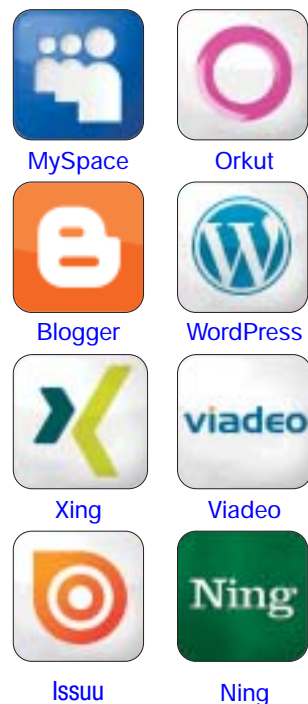 MySpace Orkut
Blogger WordPress
W
Xing viadeo
Viadeo
Ning
Issuu Ning